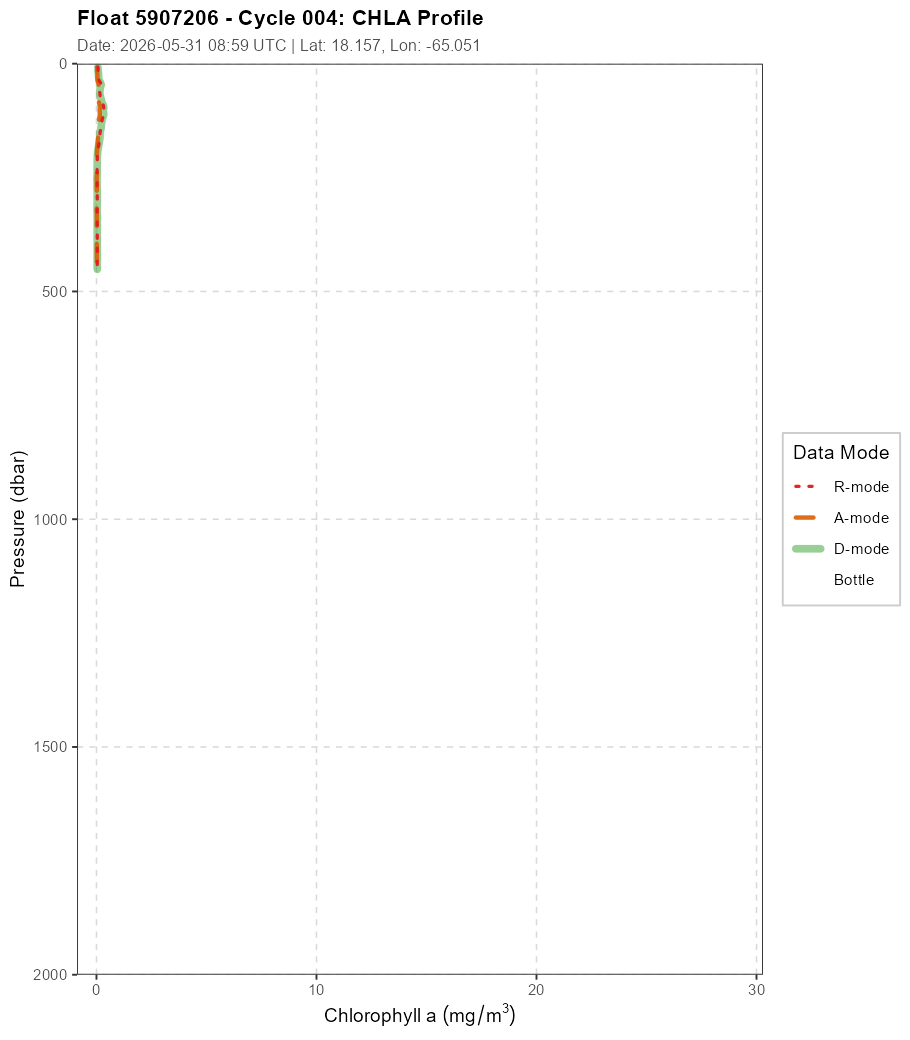 Float 5907206 - Cycle 004: CHLA Profile
Date: 2026-05-31 08:59 UTC | Lat: 18.157, Lon: -65.051
0
500
1000
1500
2000
Pressure (dbar)
0 10 20 30
Chlorophyll a (mg/m³)
Data Mode
R-mode
A-mode
D-mode
Bottle